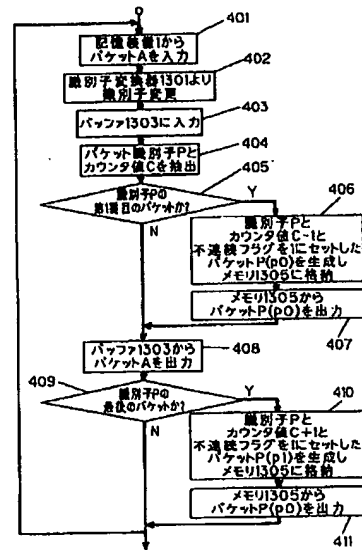 401
記憶装置1から
パケットAを入力
402
識別子変換器1301より
識別子変更
403
バッファ1303に入力
404
パケット識別子Pと
カウンタ値Cを抽出
405
識別子Pの
第1番目のパケットか?
Y
N
406
識別子Pと
カウンタ値C-1と
不連続フラグを1にセットした
パケットP(p0)を生成し
メモリ1305に格納
メモリ1305から
パケットP(p0)を出力
407
408
バッファ1303から
パケットAを出力
409
識別子Pの
最後のパケットか?
Y
N
410
識別子Pと
カウンタ値C+1と
不連続フラグを1にセットした
パケットP(p1)を生成し
メモリ1305に格納
メモリ1305から
パケットP(p0)を出力
411